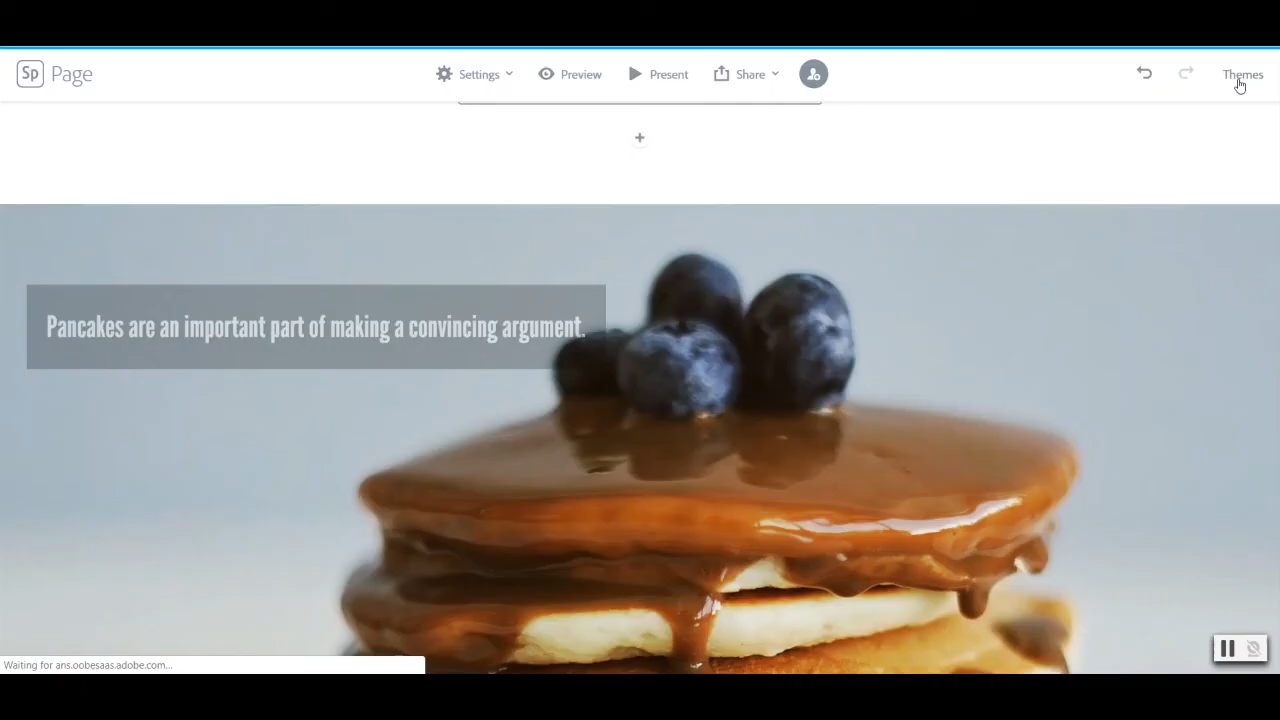 Sp Page
Settings
Preview
Present
Share
Themes
+
Pancakes are an important part of making a convincing argument.
Waiting for ans.oobesaas.adobe.com...